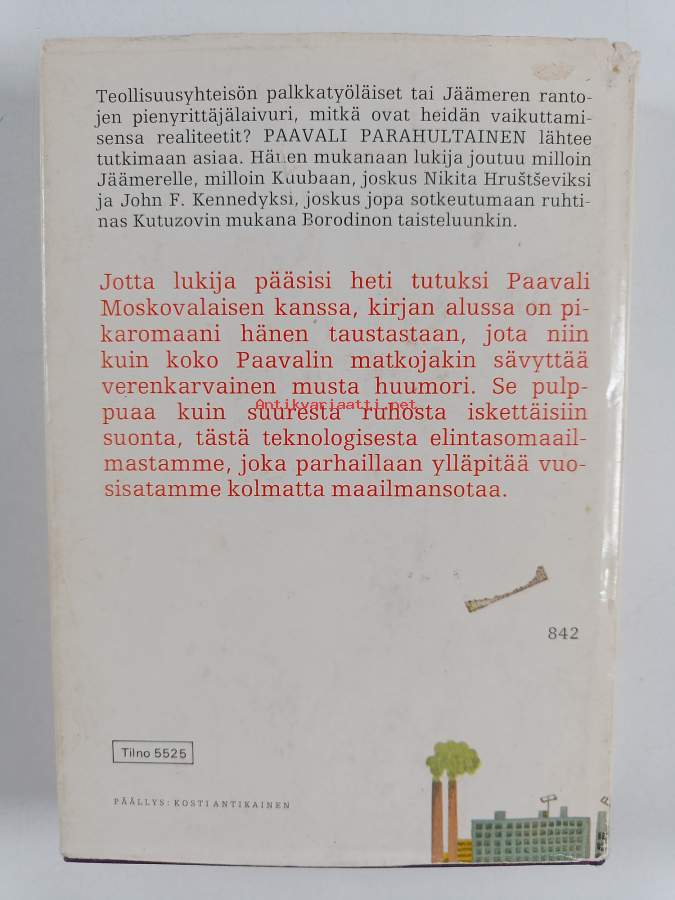 Teollisuusyhteisön palkkatyöläiset tai Jäämeren ranto-
jen pienyrittäjälaivuri, mitkä ovat heidän vaikuttami-
sensa realiteetit? PAAVALI PARAHULTAINEN lähtee
tutkimaan asiaa. Hänen mukanaan lukija joutuu milloin
Jäämerelle, milloin Kuubaan, joskus Nikita Hruštševiksi
ja John F. Kennedyksi, joskus jopa sotkeutumaan ruhti-
nas Kutuzovin mukana Borodinon taisteluunkin.
Jotta lukija pääsisi heti tutuksi Paavali
Moskovalaisen kanssa, kirjan alussa on pi-
karomaani hänen taustastaan, jota niin
kuin koko Paavalin matkojakin sävyttää
verenkarvainen musta huumori. Se pulp-
puaa kuin suuresta ruhosta iskettäisiin
Antikvariaatti.net
suonta, tästä teknologisesta elintasomaail-
mastamme, joka parhaillaan ylläpitää vuo-
sisatamme kolmatta maailmansotaa.
842
Tilno 5525
PÄÄLLYS: KOSTI ANTIKAINEN